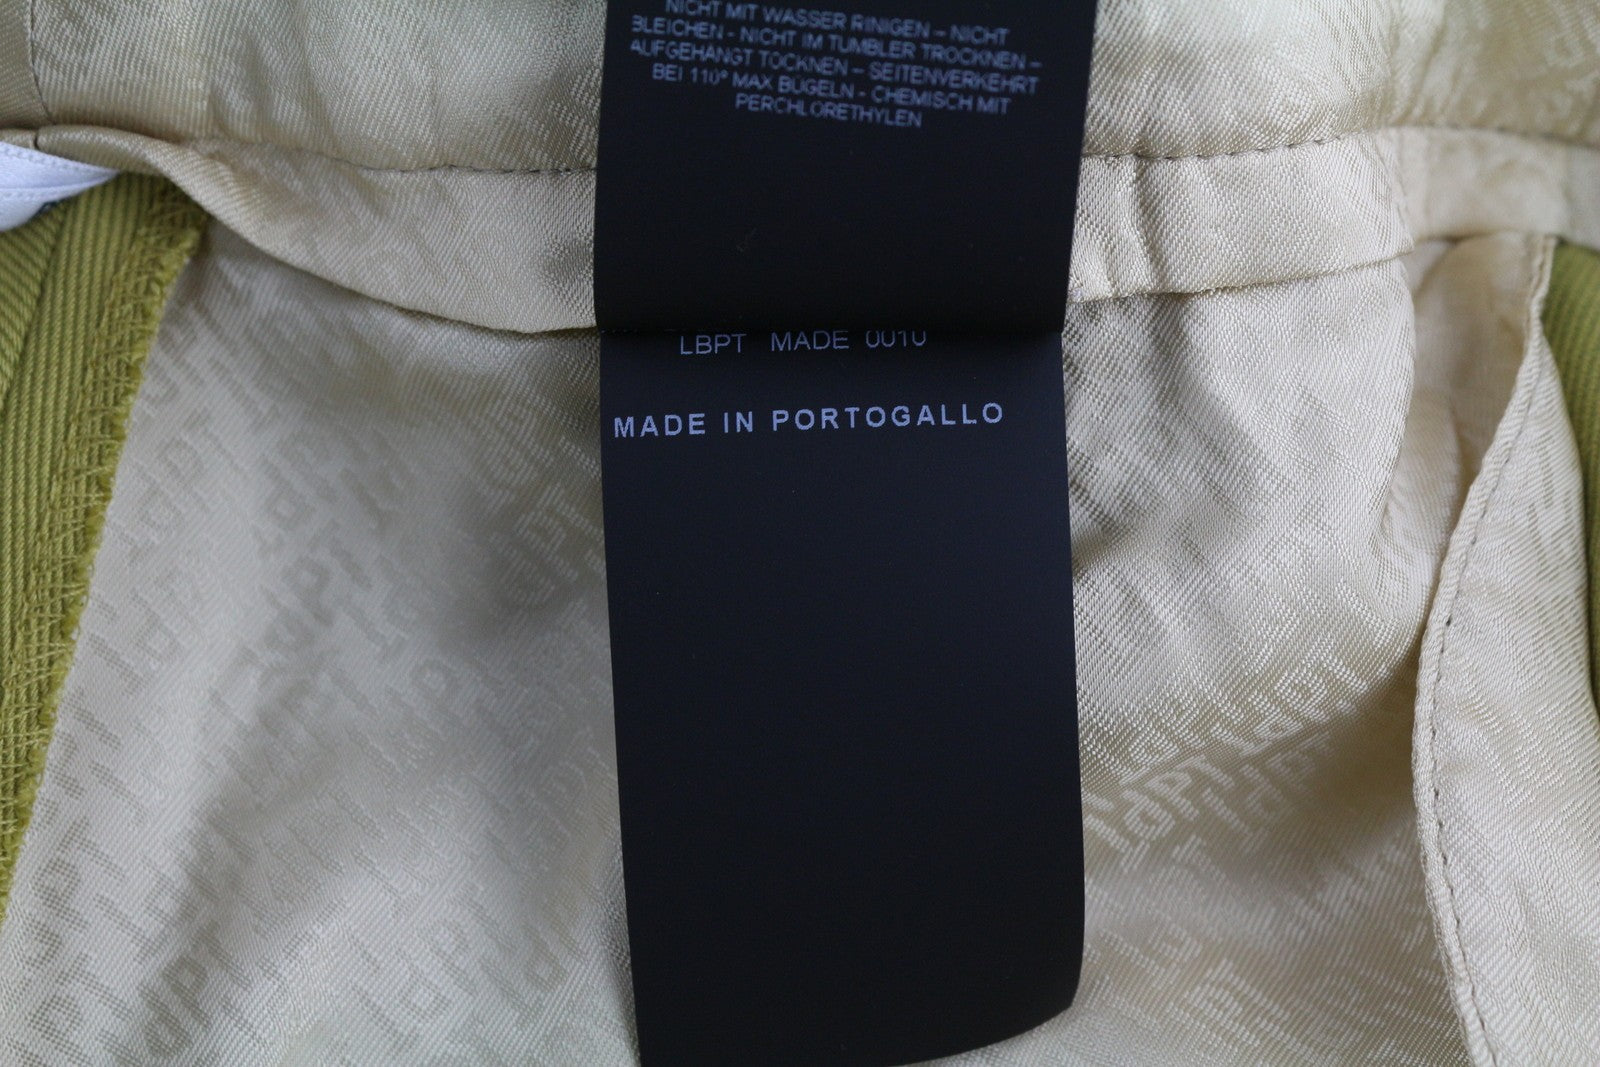 NICHT MIT WASSER RINIGEN – NICHT
BLEICHEN - NICHT IM TUMBLER TROCKNEN –
AUFGEHÄNGT TOCKNEN – SEITENVERKEHRT
BEI 110° MAX BÜGELN - CHEMISCH MIT
PERCHLORETHYLEN
LBPT MADE 0010
MADE IN PORTOGALLO